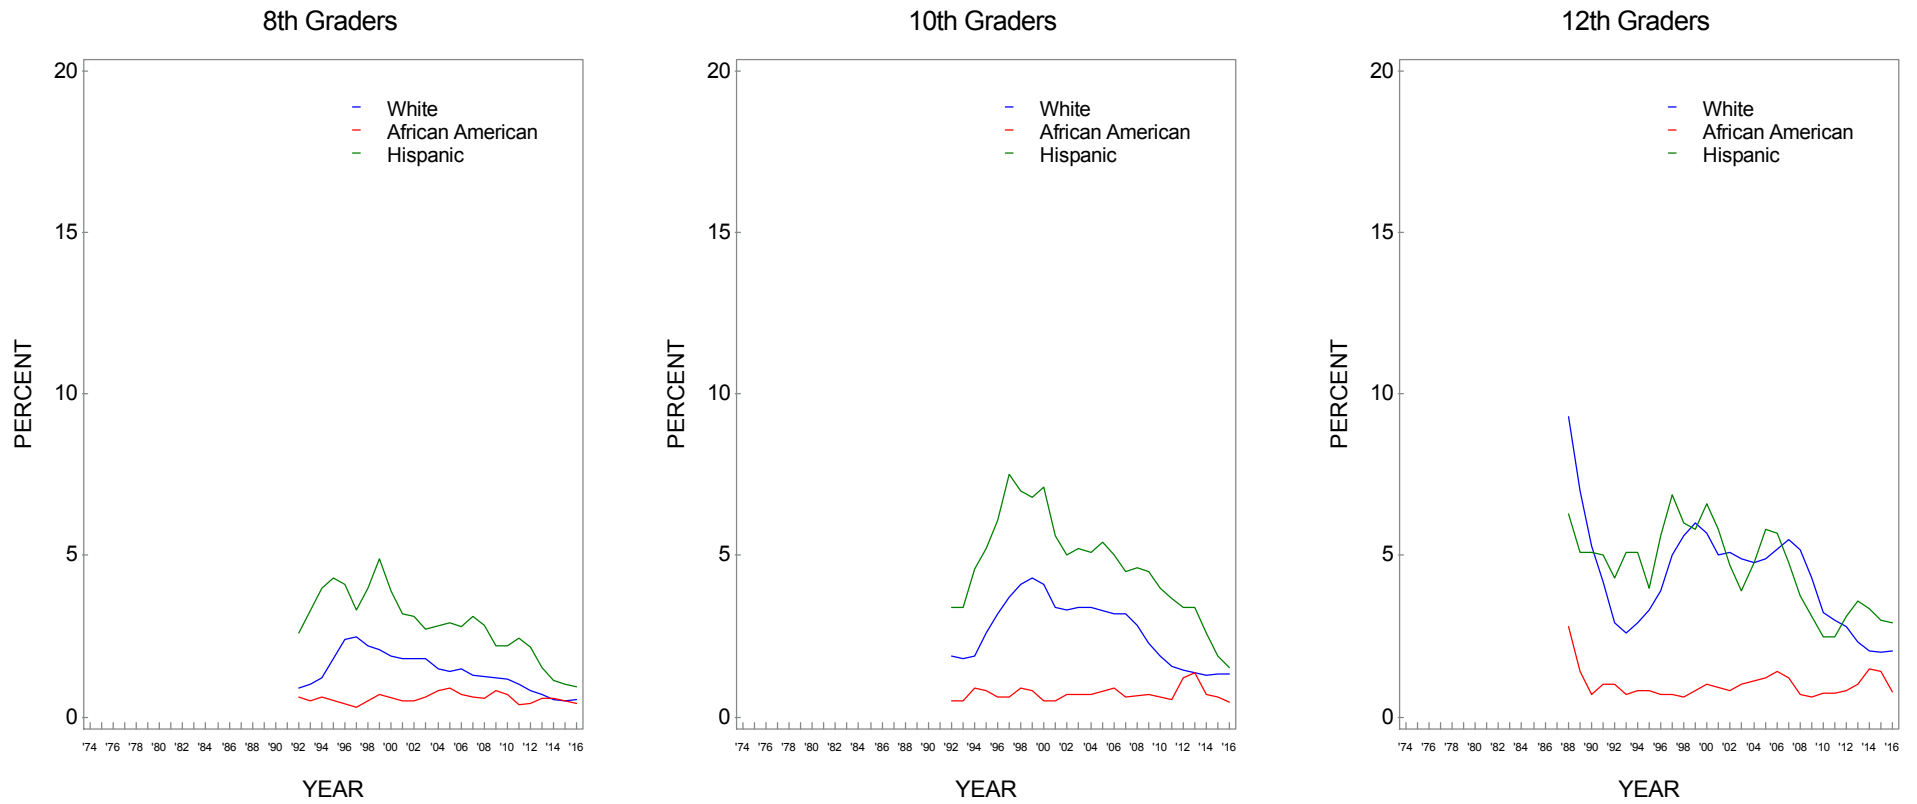 8th Graders
20
15
10
5
0
PERCENT
White
African American
Hispanic
'74 '76 '78 '80 '82 '84 '86 '88 '90 '92 '94 '96 '98 '00 '02 '04 '06 '08 '10 '12 '14 '16
YEAR
10th Graders
20
15
10
5
0
PERCENT
White
African American
Hispanic
'74 '76 '78 '80 '82 '84 '86 '88 '90 '92 '94 '96 '98 '00 '02 '04 '06 '08 '10 '12 '14 '16
YEAR
12th Graders
20
15
10
5
0
PERCENT
White
African American
Hispanic
'74 '76 '78 '80 '82 '84 '86 '88 '90 '92 '94 '96 '98 '00 '02 '04 '06 '08 '10 '12 '14 '16
YEAR